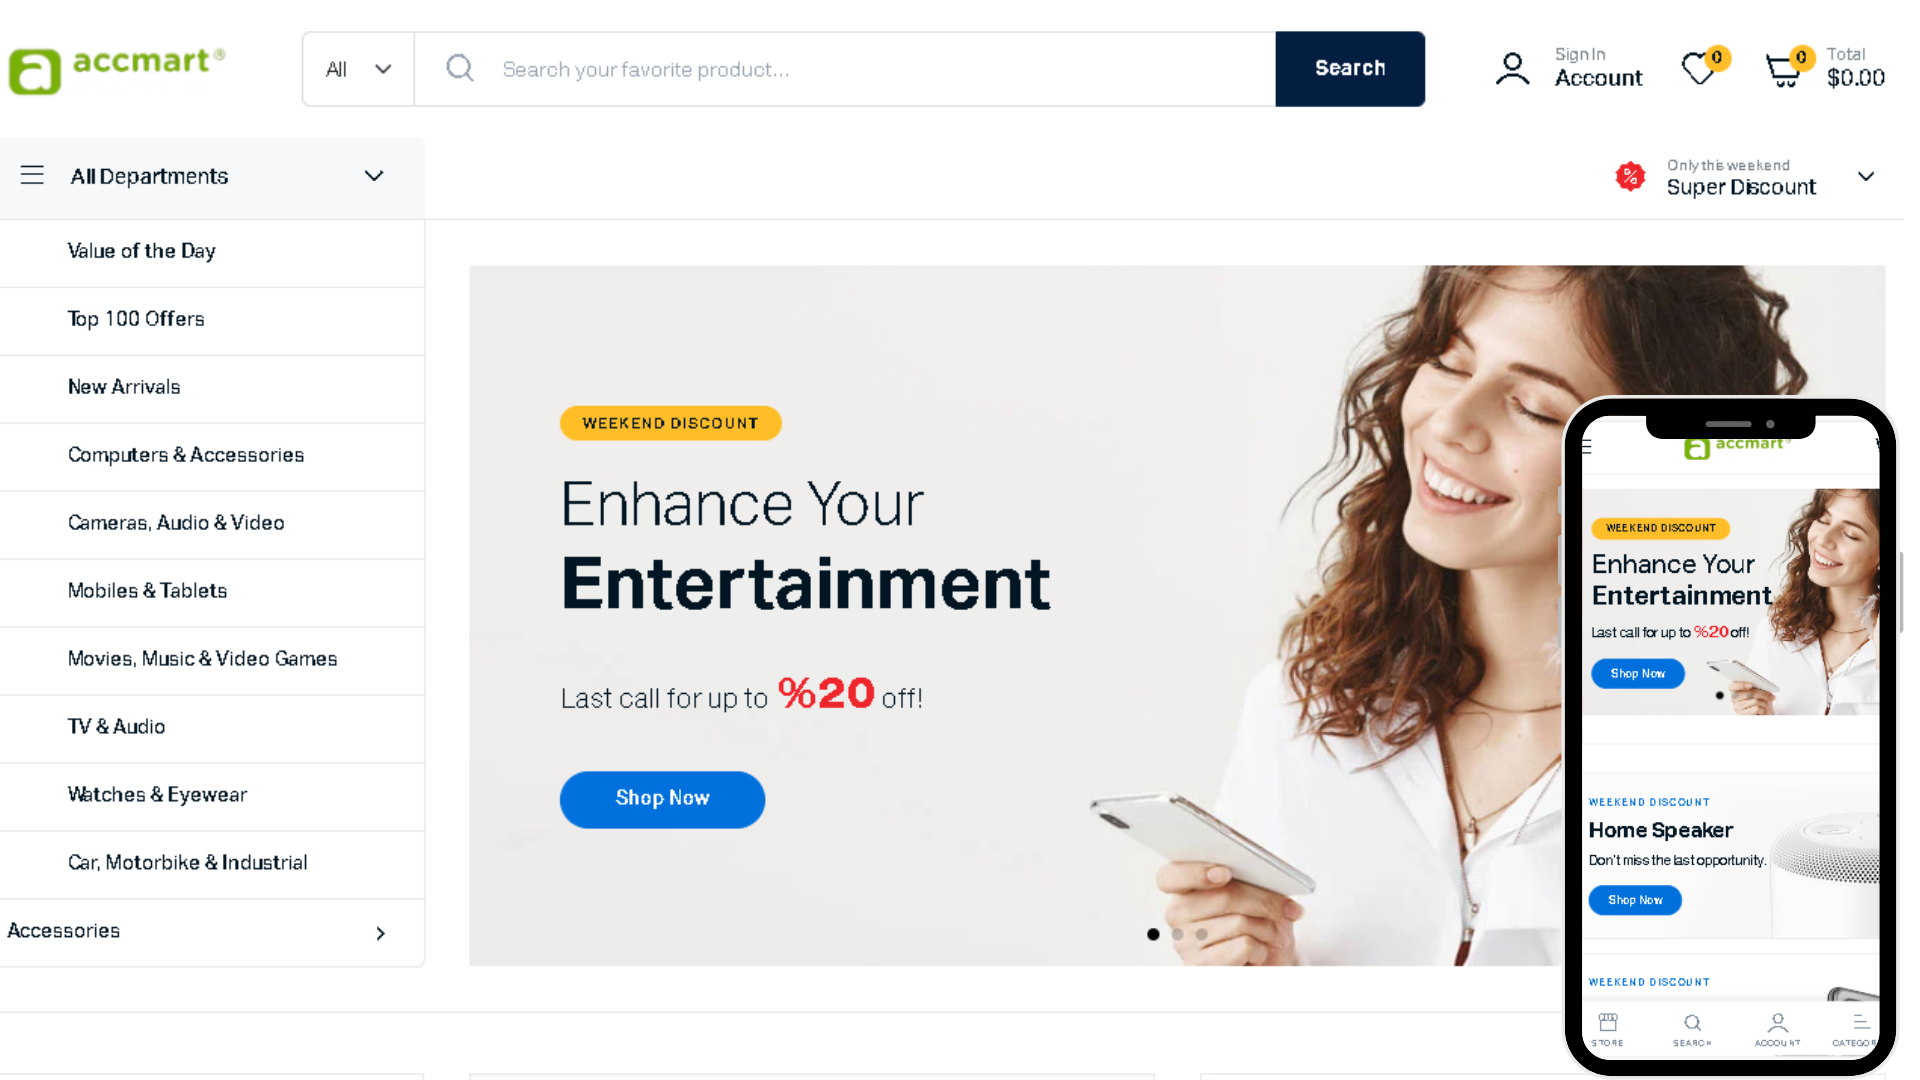 accmart®
All
Search your favorite product...
Search
Sign In
Account
0
0
Total
$0.00
All Departments
Only this weekend
Super Discount
Value of the Day
Top 100 Offers
New Arrivals
Computers & Accessories
Cameras, Audio & Video
Mobiles & Tablets
Movies, Music & Video Games
TV & Audio
Watches & Eyewear
Car, Motorbike & Industrial
Accessories
WEEKEND DISCOUNT
Enhance Your
Entertainment
Last call for up to %20 off!
Shop Now
accmart®
WEEKEND DISCOUNT
Enhance Your
Entertainment
Last call for up to %20 off!
Shop Now
WEEKEND DISCOUNT
Home Speaker
Don't miss the last opportunity.
Shop Now
WEEKEND DISCOUNT
STORE
SEARCH
ACCOUNT
CATEGOR